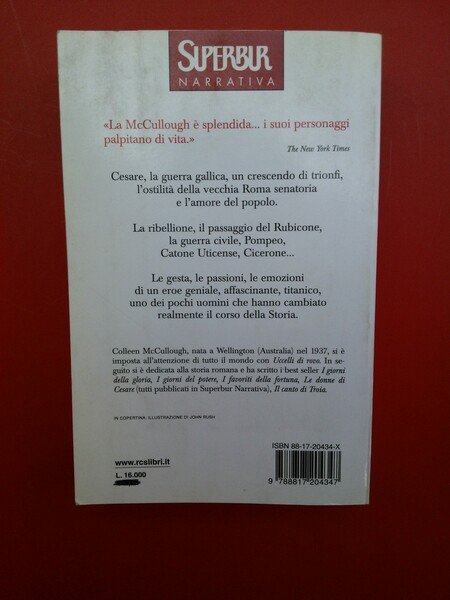 SUPERBUR
NARRATIVA
«La McCullough è splendida... i suoi personaggi
palpitano di vita.»
The New York Times
Cesare, la guerra gallica, un crescendo di trionfi,
l'ostilità della vecchia Roma senatoria
e l'amore del popolo.
La ribellione, il passaggio del Rubicone,
la guerra civile, Pompeo,
Catone Uticense, Cicerone...
Le gesta, le passioni, le emozioni
di un eroe geniale, affascinante, titanico,
uno dei pochi uomini che hanno cambiato
realmente il corso della Storia.
Colleen McCullough, nata a Wellington (Australia) nel 1937, si è
imposta all'attenzione di tutto il mondo con Uccelli di rovo. In se-
guito si è dedicata alla storia romana e ha scritto i best seller I giorni
della gloria, I giorni del potere, I favoriti della fortuna, Le donne di
Cesare (tutti pubblicati in Superbur Narrativa), Il canto di Troia.
IN COPERTINA: ILLUSTRAZIONE DI JOHN RUSH
ISBN 88-17-20434-X
www.rcslibri.it
L. 16.000
9 788817 204347